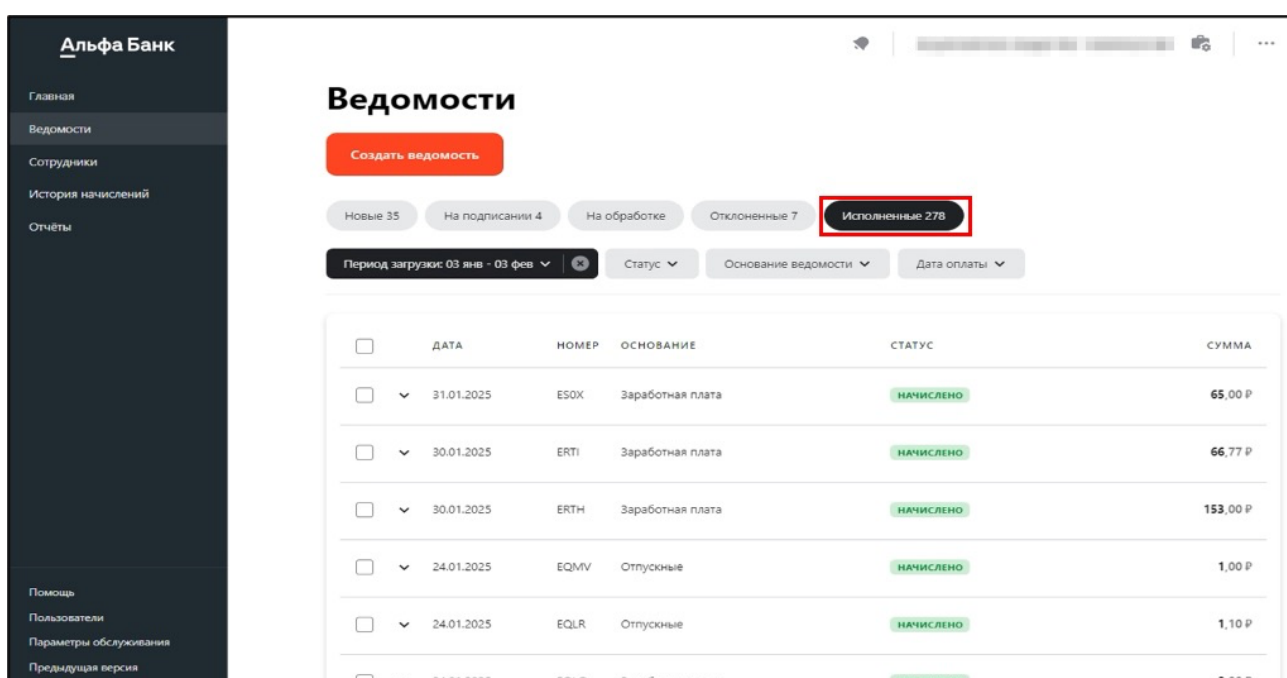 Альфа Банк
Главная
Ведомости
Сотрудники
История начислений
Отчёты
Помощь
Пользователи
Параметры обслуживания
Предыдущая версия
Ведомости
Создать ведомость
Новые 35 На подписании 4 На обработке Отклоненные 7 Исполненные 278
Период загрузки: 03 янв - 03 фев Статус Основание ведомости Дата оплаты
ДАТА НОМЕР ОСНОВАНИЕ СТАТУС СУММА
31.01.2025 ES0X Заработная плата НАЧИСЛЕНО 65,00 ₽
30.01.2025 ERTI Заработная плата НАЧИСЛЕНО 66,77 ₽
30.01.2025 ERTH Заработная плата НАЧИСЛЕНО 153,00 ₽
24.01.2025 EQMV Отпускные НАЧИСЛЕНО 1,00 ₽
24.01.2025 EQLR Отпускные НАЧИСЛЕНО 1,10 ₽